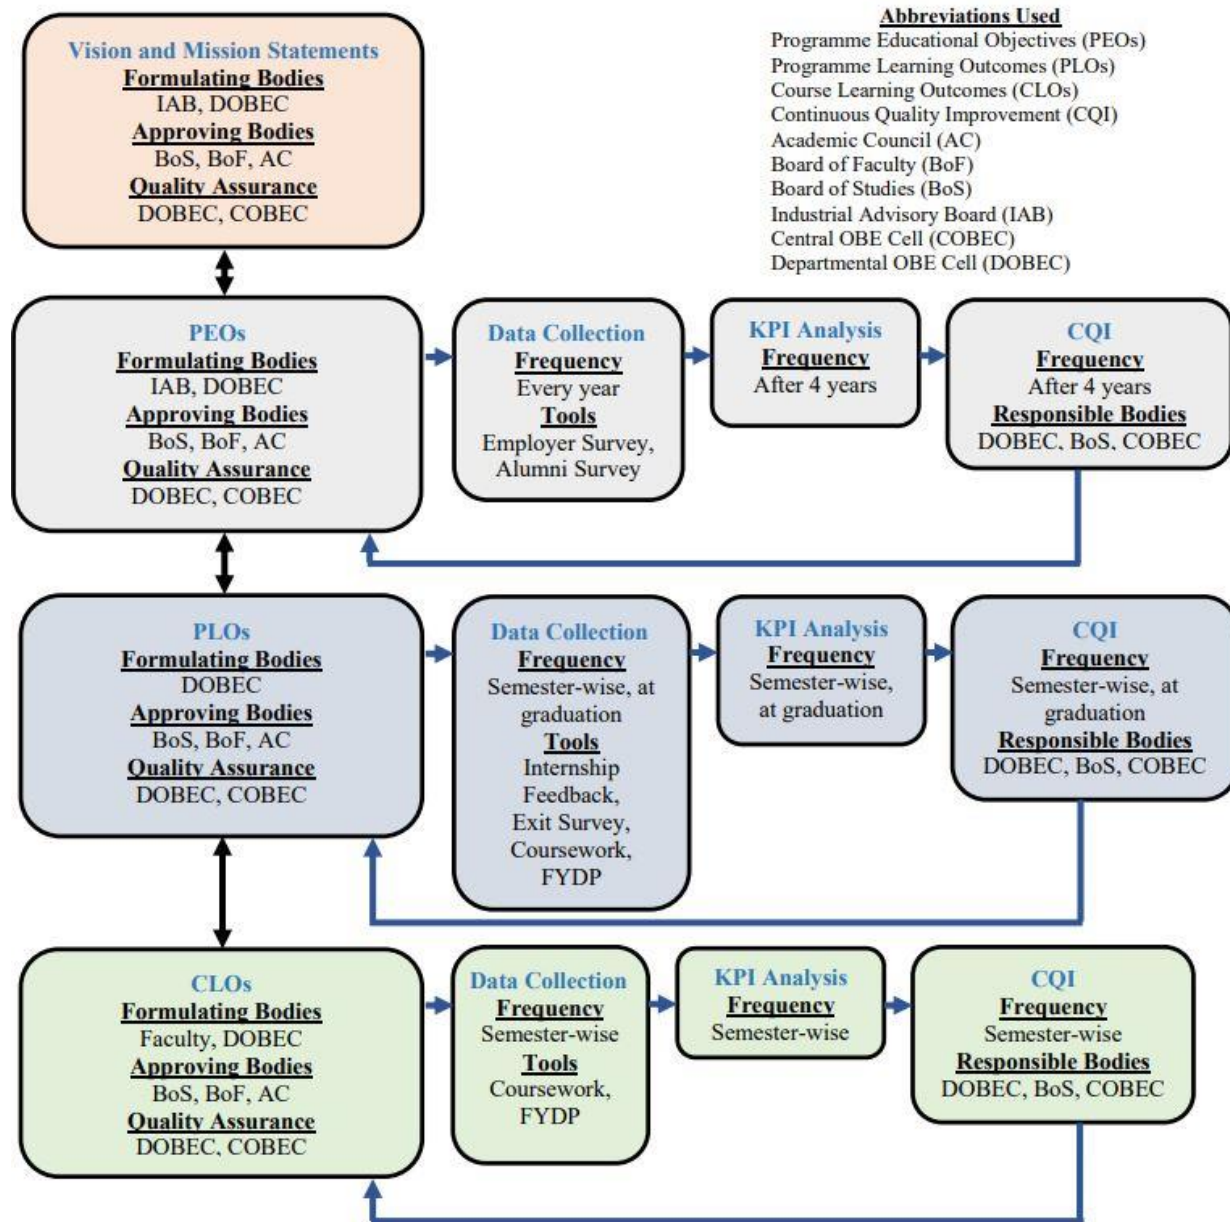 Vision and Mission Statements
Formulating Bodies
IAB, DOBEC
Approving Bodies
BoS, BoF, AC
Quality Assurance
DOBEC, COBEC
Abbreviations Used
Programme Educational Objectives (PEOs)
Programme Learning Outcomes (PLOs)
Course Learning Outcomes (CLOs)
Continuous Quality Improvement (CQI)
Academic Council (AC)
Board of Faculty (BoF)
Board of Studies (BoS)
Industrial Advisory Board (IAB)
Central OBE Cell (COBEC)
Departmental OBE Cell (DOBEC)
PEOs
Formulating Bodies
IAB, DOBEC
Approving Bodies
BoS, BoF, AC
Quality Assurance
DOBEC, COBEC
Data Collection
Frequency
Every year
Tools
Employer Survey,
Alumni Survey
KPI Analysis
Frequency
After 4 years
CQI
Frequency
After 4 years
Responsible Bodies
DOBEC, BoS, COBEC
PLOs
Formulating Bodies
DOBEC
Approving Bodies
BoS, BoF, AC
Quality Assurance
DOBEC, COBEC
Data Collection
Frequency
Semester-wise, at
graduation
Tools
Internship
Feedback,
Exit Survey,
Coursework,
FYDP
KPI Analysis
Frequency
Semester-wise,
at graduation
CQI
Frequency
Semester-wise, at
graduation
Responsible Bodies
DOBEC, BoS, COBEC
CLOs
Formulating Bodies
Faculty, DOBEC
Approving Bodies
BoS, BoF, AC
Quality Assurance
DOBEC, COBEC
Data Collection
Frequency
Semester-wise
Tools
Coursework,
FYDP
KPI Analysis
Frequency
Semester-wise
CQI
Frequency
Semester-wise
Responsible Bodies
DOBEC, BoS, COBEC